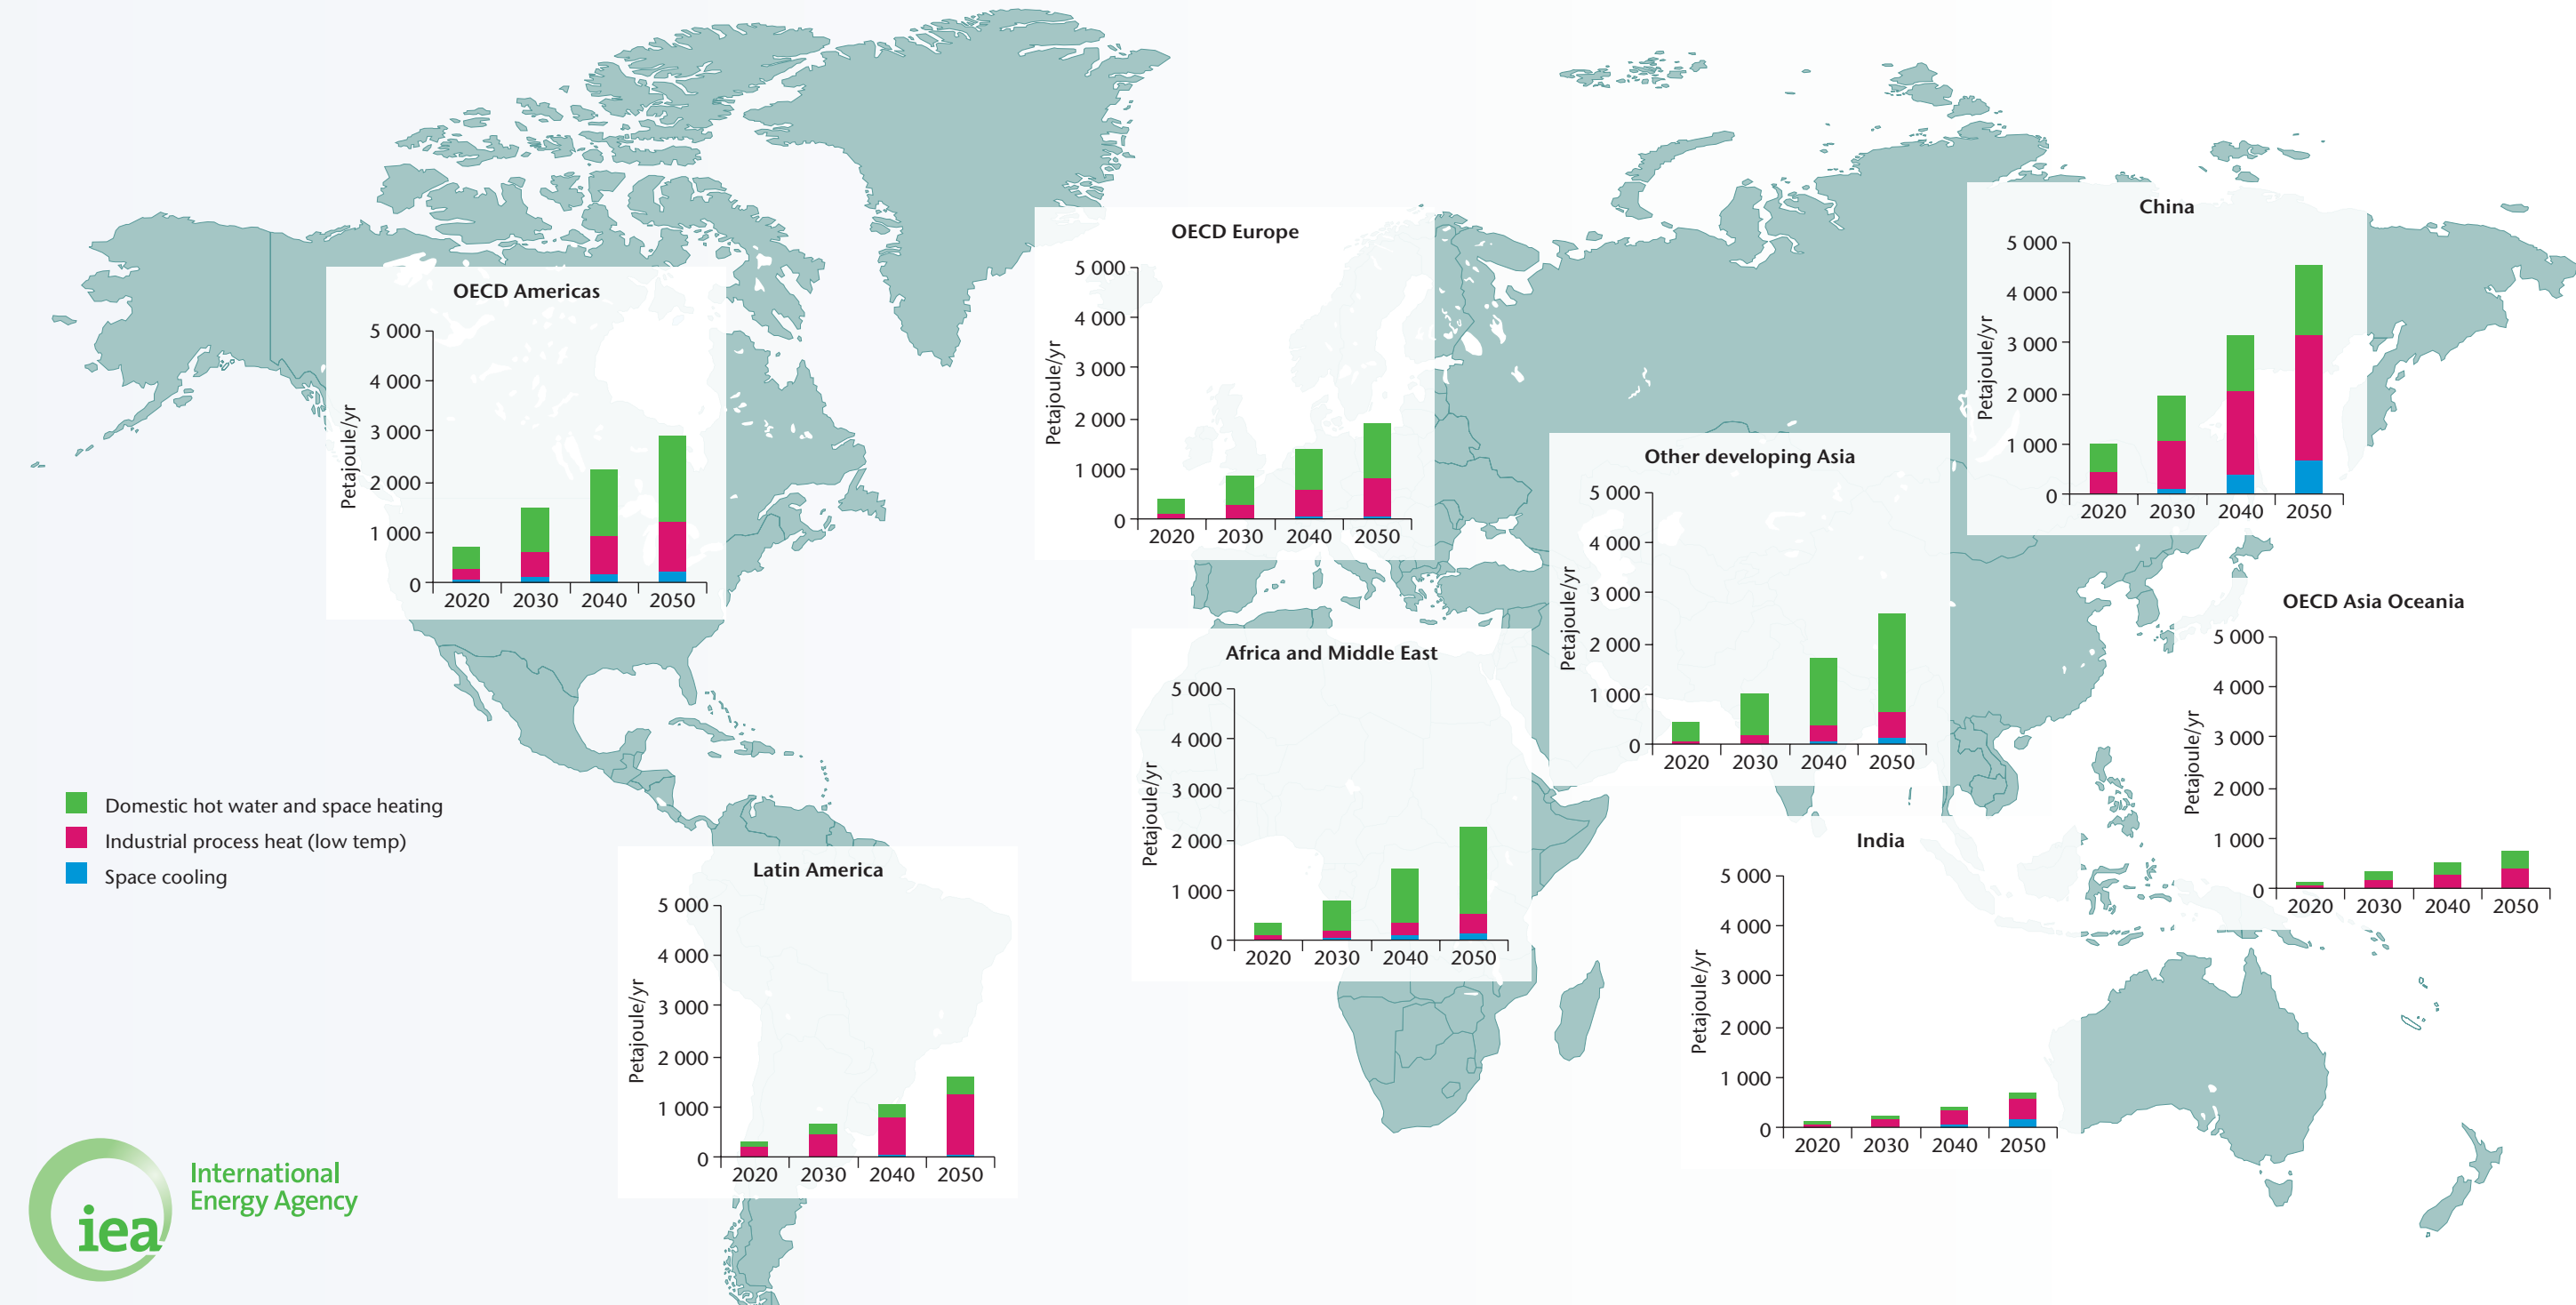 OECD Americas
Petajoule/yr
5 000
4 000
3 000
2 000
1 000
0
2020 2030 2040 2050
OECD Europe
Petajoule/yr
5 000
4 000
3 000
2 000
1 000
0
2020 2030 2040 2050
China
Petajoule/yr
5 000
4 000
3 000
2 000
1 000
0
2020 2030 2040 2050
Other developing Asia
Petajoule/yr
5 000
4 000
3 000
2 000
1 000
0
2020 2030 2040 2050
OECD Asia Oceania
Petajoule/yr
5 000
4 000
3 000
2 000
1 000
0
2020 2030 2040 2050
Africa and Middle East
Petajoule/yr
5 000
4 000
3 000
2 000
1 000
0
2020 2030 2040 2050
India
Petajoule/yr
5 000
4 000
3 000
2 000
1 000
0
2020 2030 2040 2050
Latin America
Petajoule/yr
5 000
4 000
3 000
2 000
1 000
0
2020 2030 2040 2050
Domestic hot water and space heating
Industrial process heat (low temp)
Space cooling
iea
International
Energy Agency